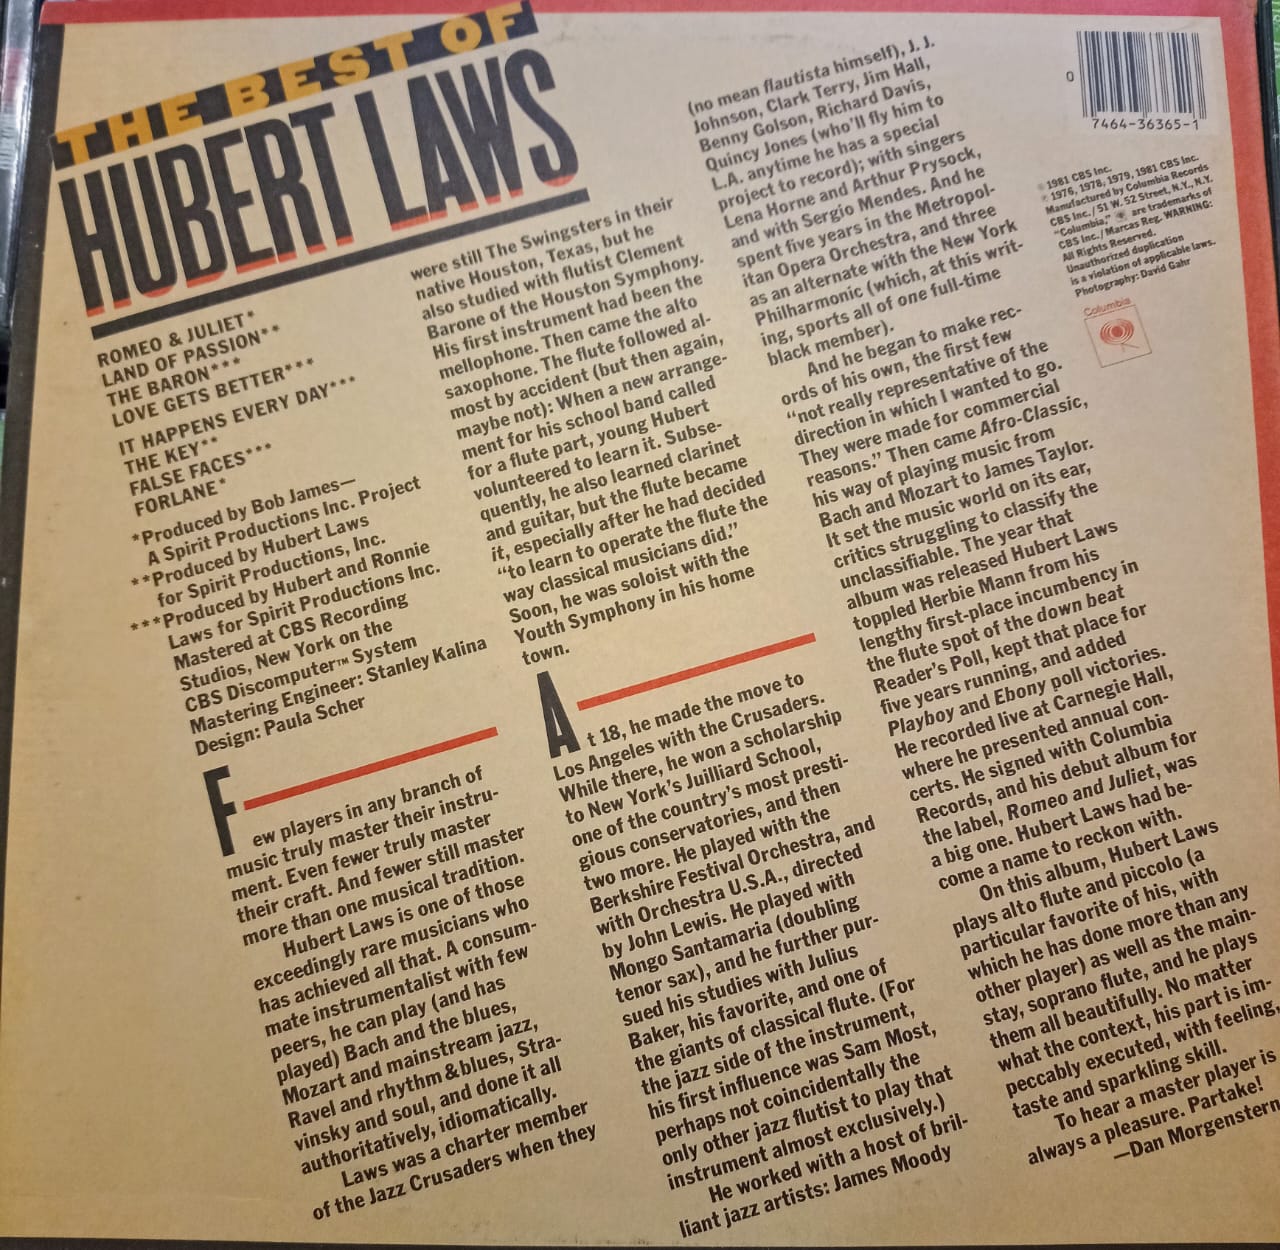 THE BEST OF
HUBERT LAWS
ROMEO & JULIET*
LAND OF PASSION**
THE BARON***
LOVE GETS BETTER***
IT HAPPENS EVERY DAY***
THE KEY**
FALSE FACES***
FORLANE*
*Produced by Bob James—
A Spirit Productions Inc. Project
**Produced by Hubert Laws
for Spirit Productions, Inc.
***Produced by Hubert and Ronnie
Laws for Spirit Productions Inc.
Mastered at CBS Recording
Studios, New York on the
CBS Discomputer™ System
Mastering Engineer: Stanley Kalina
Design: Paula Scher
Few players in any branch of
music truly master their instru-
ment. Even fewer truly master
their craft. And fewer still master
more than one musical tradition.
Hubert Laws is one of those
exceedingly rare musicians who
has achieved all that. A consum-
mate instrumentalist with few
peers, he can play (and has
played) Bach and the blues,
Mozart and mainstream jazz,
Ravel and rhythm & blues, Stra-
vinsky and soul, and done it all
authoritatively, idiomatically.
Laws was a charter member
of the Jazz Crusaders when they
were still The Swingsters in their
native Houston, Texas, but he
also studied with flutist Clement
Barone of the Houston Symphony.
His first instrument had been the
mellophone. Then came the alto
saxophone. The flute followed al-
most by accident (but then again,
maybe not): When a new arrange-
ment for his school band called
for a flute part, young Hubert
volunteered to learn it. Subse-
quently, he also learned clarinet
and guitar, but the flute became
it, especially after he had decided
“to learn to operate the flute the
way classical musicians did.”
Soon, he was soloist with the
Youth Symphony in his home
town.
At 18, he made the move to
Los Angeles with the Crusaders.
While there, he won a scholarship
to New York's Juilliard School,
one of the country's most presti-
gious conservatories, and then
two more. He played with the
Berkshire Festival Orchestra, and
with Orchestra U.S.A., directed
by John Lewis. He played with
Mongo Santamaria (doubling
tenor sax), and he further pur-
sued his studies with Julius
Baker, his favorite, and one of
the giants of classical flute. (For
the jazz side of the instrument,
his first influence was Sam Most,
perhaps not coincidentally the
only other jazz flutist to play that
instrument almost exclusively.)
He worked with a host of bril-
liant jazz artists: James Moody
(no mean flautista himself), J. J.
Johnson, Clark Terry, Jim Hall,
Benny Golson, Richard Davis,
Quincy Jones (who'll fly him to
L.A. anytime he has a special
project to record); with singers
Lena Horne and Arthur Prysock,
and with Sergio Mendes. And he
spent five years in the Metropol-
itan Opera Orchestra, and three
as an alternate with the New York
Philharmonic (which, at this writ-
ing, sports all of one full-time
black member).
And he began to make rec-
ords of his own, the first few
“not really representative of the
direction in which I wanted to go.
They were made for commercial
reasons.” Then came Afro-Classic,
his way of playing music from
Bach and Mozart to James Taylor.
It set the music world on its ear,
critics struggling to classify the
unclassifiable. The year that
album was released Hubert Laws
toppled Herbie Mann from his
lengthy first-place incumbency in
the flute spot of the down beat
Reader's Poll, kept that place for
five years running, and added
Playboy and Ebony poll victories.
He recorded live at Carnegie Hall,
where he presented annual con-
certs. He signed with Columbia
Records, and his debut album for
the label, Romeo and Juliet, was
a big one. Hubert Laws had be-
come a name to reckon with.
On this album, Hubert Laws
plays alto flute and piccolo (a
particular favorite of his, with
which he has done more than any
other player) as well as the main-
stay, soprano flute, and he plays
them all beautifully. No matter
what the context, his part is im-
peccably executed, with feeling,
taste and sparkling skill.
To hear a master player is
always a pleasure. Partake!
—Dan Morgenstern
0
7464-36365-1
© 1981 CBS Inc.
℗ 1976, 1978, 1979, 1981 CBS Inc.
Manufactured by Columbia Records
CBS Inc./51 W. 52 Street, N.Y., N.Y.
“Columbia,” are trademarks of
CBS Inc./Marcas Reg. WARNING:
All Rights Reserved.
Unauthorized duplication
is a violation of applicable laws.
Photography: David Gahr
Columbia